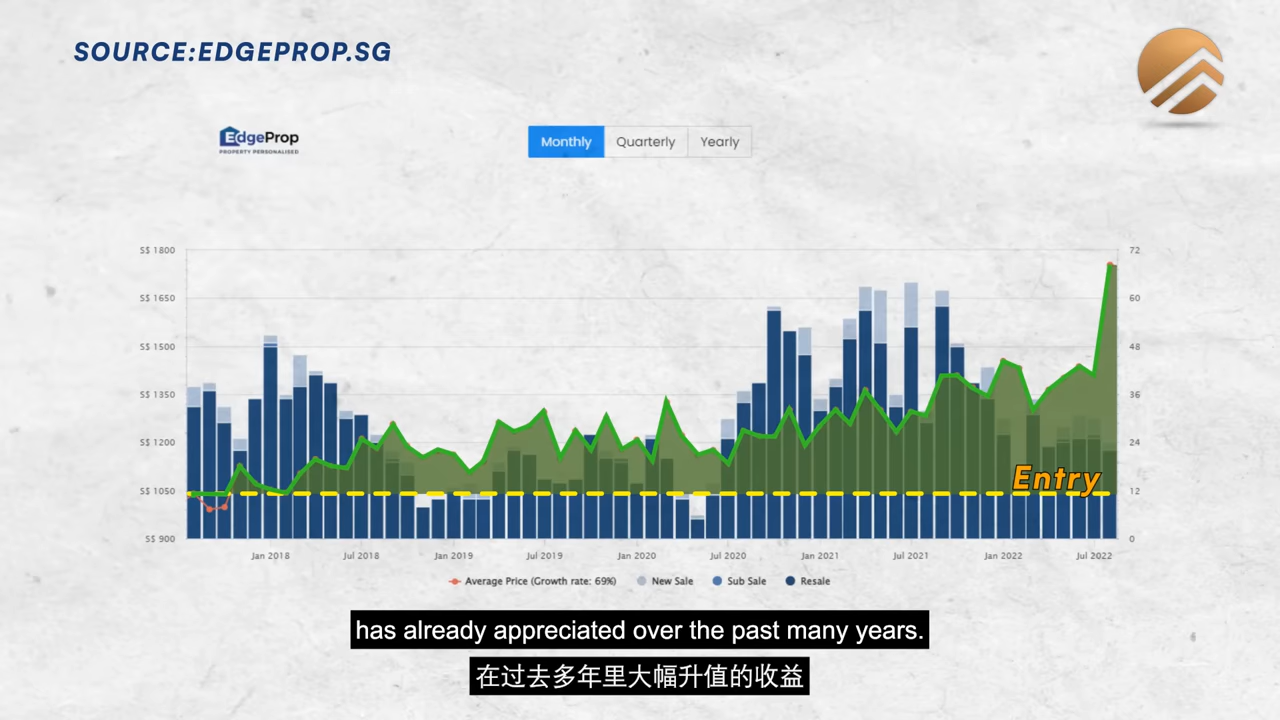 SOURCE:EDGEPROP.SG
EdgeProp
PROPERTY PERSONALISED
Monthly Quarterly Yearly
S$ 1800 72
S$ 1650 60
S$ 1500 48
S$ 1350 36
S$ 1200 24
Entry
S$ 1050 12
S$ 900 0
Jan 2018 Jul 2018 Jan 2019 Jul 2019 Jan 2020 Jul 2020 Jan 2021 Jul 2021 Jan 2022 Jul 2022
Average Price (Growth rate: 69%) New Sale Sub Sale Resale
has already appreciated over the past many years.
在过去多年里大幅升值的收益